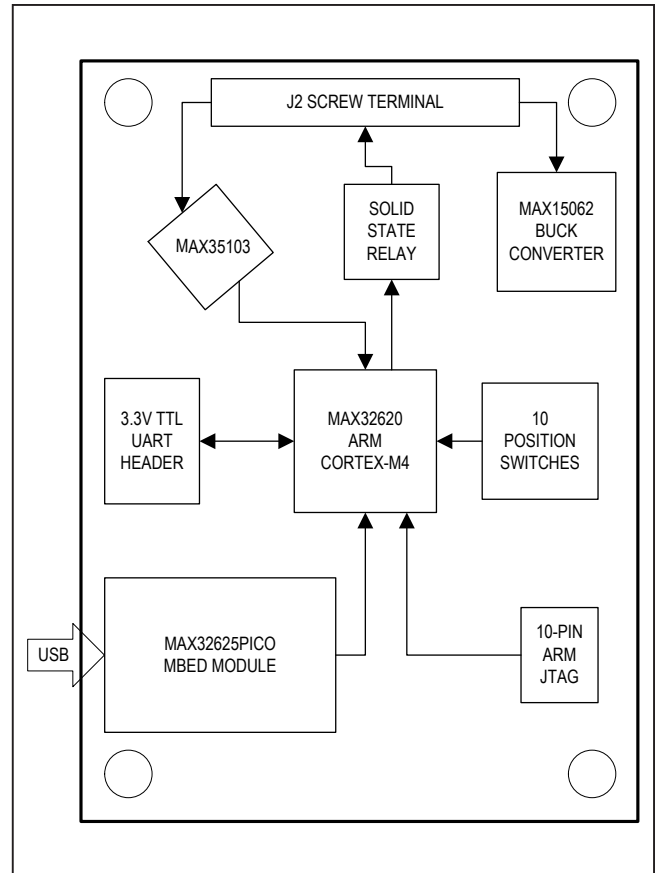 J2 SCREW TERMINAL
MAX35103
SOLID
STATE
RELAY
MAX15062
BUCK
CONVERTER
3.3V TTL
UART
HEADER
MAX32620
ARM
CORTEX-M4
10
POSITION
SWITCHES
USB
MAX32625PICO
MBED MODULE
10-PIN
ARM
JTAG